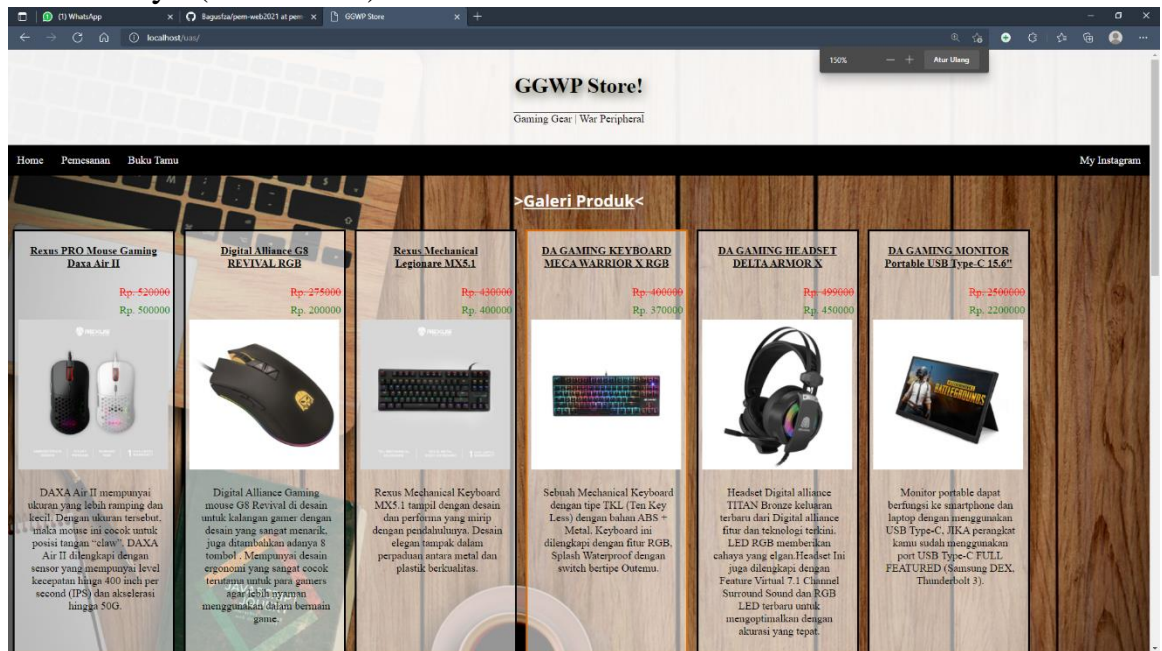 (1) WhatsApp
Bagusfza/pem-web2021 at pem
GGWP Store
localhost/uas/
150%
Atur Ulang
GGWP Store!
Gaming Gear | War Peripheral
Home Pemesanan Buku Tamu My Instagram
>Galeri Produk<
Rexus PRO Mouse Gaming
Daxa Air II
Rp. 520000
Rp. 500000
REXUS
DAXA Air II mempunyai
ukuran yang lebih ramping dan
kecil. Dengan ukuran tersebut,
maka mouse ini cocok untuk
posisi tangan “claw”. DAXA
Air II dilengkapi dengan
sensor yang mempunyai level
kecepatan hinga 400 inch per
second (IPS) dan akselerasi
hingga 50G.
Digital Alliance G8
REVIVAL RGB
Rp. 275000
Rp. 200000
Digital Alliance Gaming
mouse G8 Revival di desain
untuk kalangan gamer dengan
desain yang sangat menarik,
juga ditambahkan adanya 8
tombol . Mempunyai desain
ergonomi yang sangat cocok
terutama untuk para gamers
agar lebih nyaman
menggunakan dalam bermain
game.
Rexus Mechanical
Legionare MX5.1
Rp. 430000
Rp. 400000
REXUS
Rexus Mechanical Keyboard
MX5.1 tampil dengan desain
dan performa yang mirip
dengan pendahulunya. Desain
elegan tampak dalam
perpaduan antara metal dan
plastik berkualitas.
DA GAMING KEYBOARD
MECA WARRIOR X RGB
Rp. 400000
Rp. 370000
Sebuah Mechanical Keyboard
dengan tipe TKL (Ten Key
Less) dengan bahan ABS +
Metal. Keyboard ini
dilengkapi dengan fitur RGB,
Splash Waterproof dengan
switch bertipe Outemu.
DA GAMING HEADSET
DELTA ARMOR X
Rp. 499000
Rp. 450000
Headset Digital alliance
TITAN Bronze keluaran
terbaru dari Digital alliance
fitur dan teknologi terkini.
LED RGB memberikan
cahaya yang elgan.Headset Ini
juga dilengkapi dengan
Feature Virtual 7.1 Channel
Surround Sound dan RGB
LED terbaru untuk
mengoptimalkan dengan
akurasi yang tepat.
DA GAMING MONITOR
Portable USB Type-C 15.6"
Rp. 2500000
Rp. 2200000
BATTLEGROUNDS
Monitor portable dapat
berfungsi ke smartphone dan
laptop dengan menggunakan
USB Type-C, JIKA perangkat
kamu sudah menggunakan
port USB Type-C FULL
FEATURED (Samsung DEX,
Thunderbolt 3).